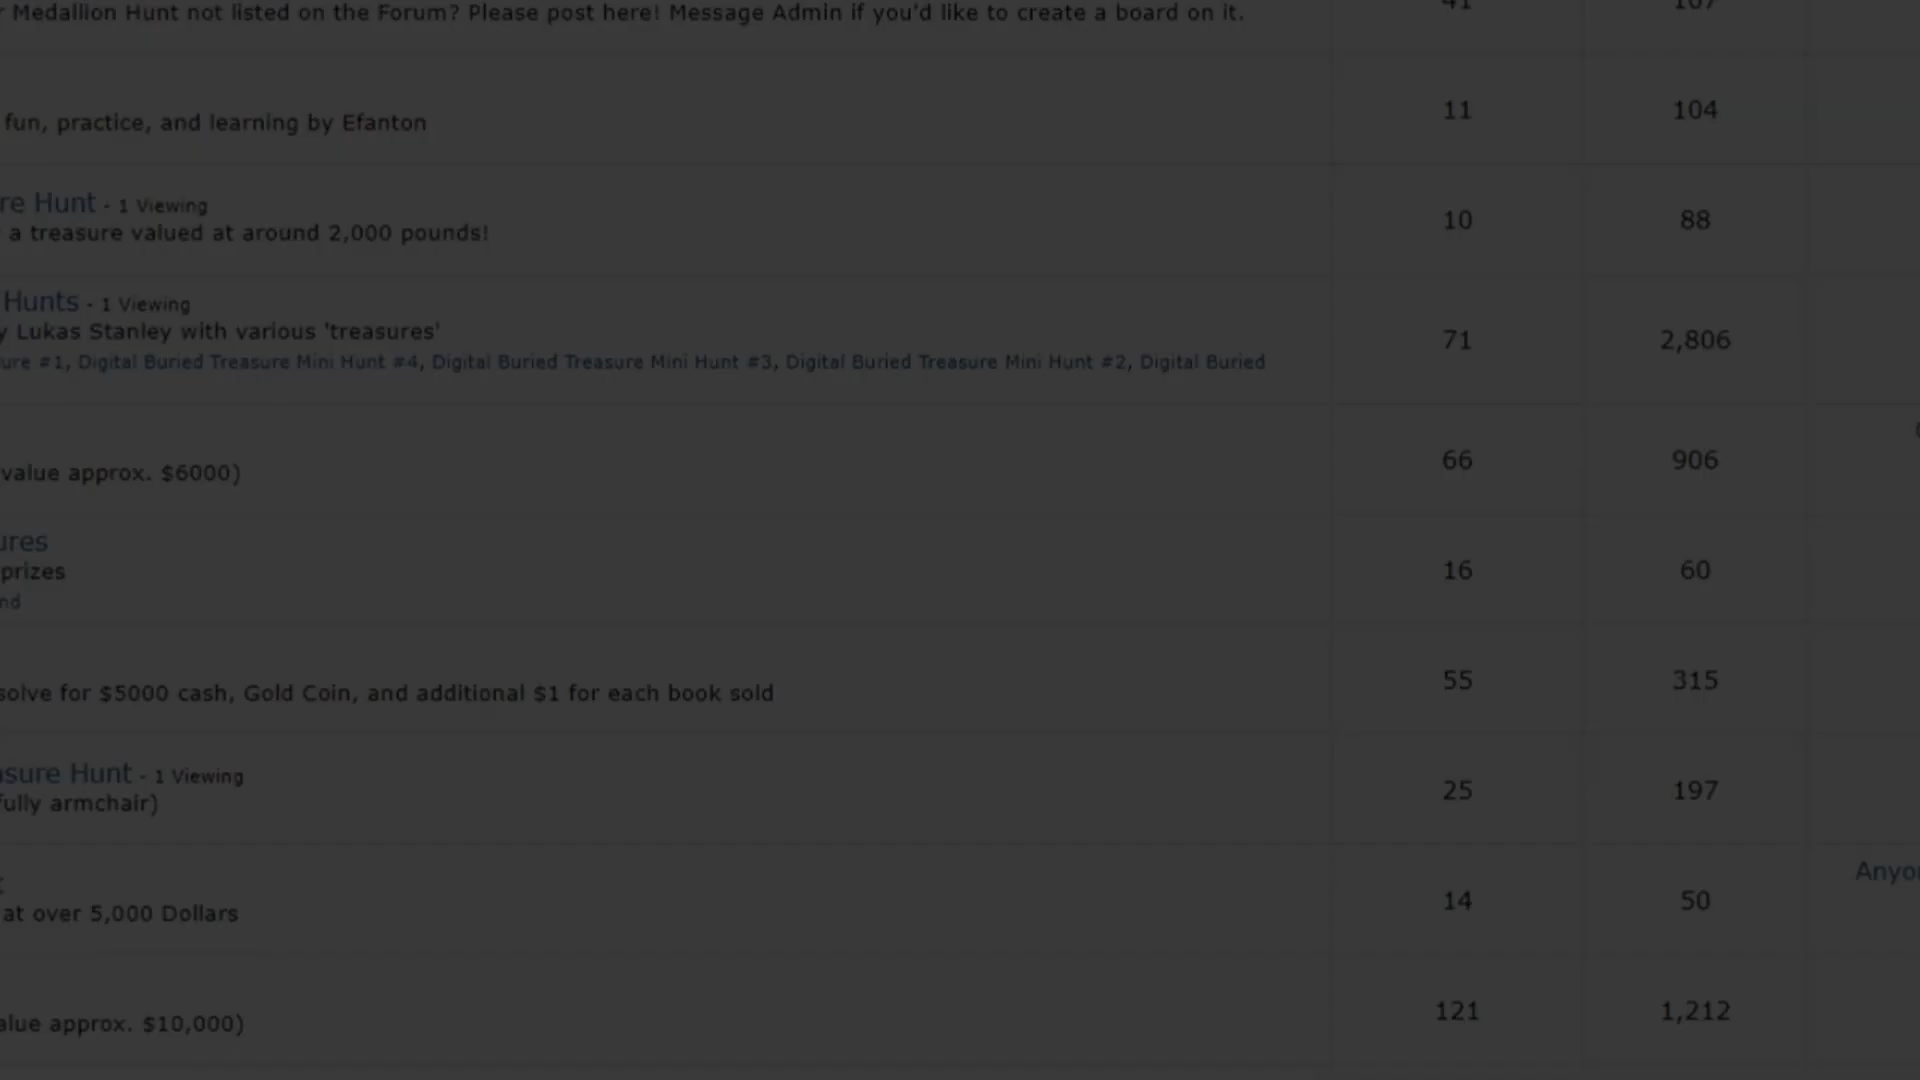 Medallion Hunt not listed on the Forum? Please post here! Message Admin if you'd like to create a board on it. 41 107
fun, practice, and learning by Efanton 11 104
re Hunt - 1 Viewing
a treasure valued at around 2,000 pounds! 10 88
Hunts - 1 Viewing
y Lukas Stanley with various 'treasures' 71 2,806
ure #1, Digital Buried Treasure Mini Hunt #4, Digital Buried Treasure Mini Hunt #3, Digital Buried Treasure Mini Hunt #2, Digital Buried
value approx. $6000) 66 906
ures
prizes 16 60
nd
solve for $5000 cash, Gold Coin, and additional $1 for each book sold 55 315
asure Hunt - 1 Viewing
fully armchair) 25 197
Anyo
at over 5,000 Dollars 14 50
alue approx. $10,000) 121 1,212